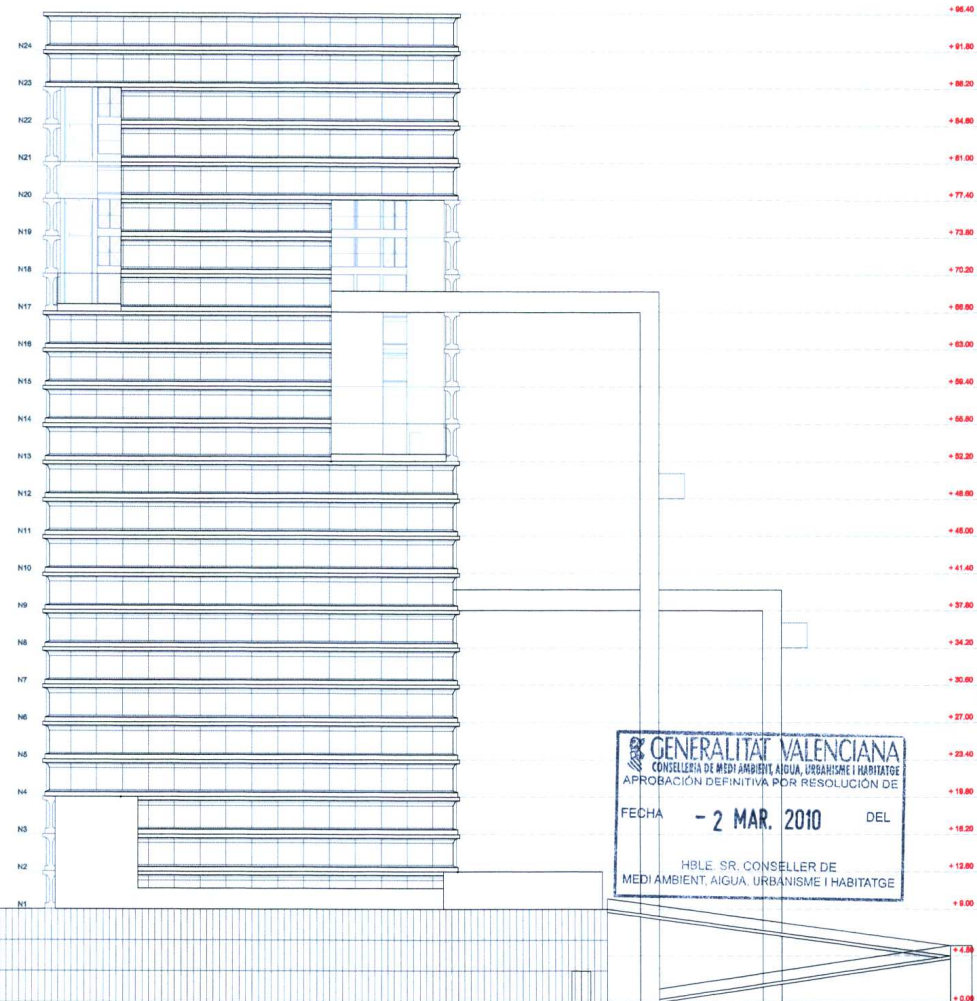 + 96.40
N24
+ 91.80
N23
+ 88.20
N22
+ 84.60
N21
+ 81.00
N20
+ 77.40
N19
+ 73.80
N18
+ 70.20
N17
+ 66.60
N16
+ 63.00
N15
+ 59.40
N14
+ 55.80
N13
+ 52.20
N12
+ 48.60
N11
+ 45.00
N10
+ 41.40
N9
+ 37.80
N8
+ 34.20
N7
+ 30.60
N6
+ 27.00
N5
+ 23.40
N4
+ 19.80
N3
+ 16.20
N2
+ 12.60
N1
+ 9.00
+ 4.50
+ 0.00
GENERALITAT VALENCIANA
CONSELLERIA DE MEDI AMBIENT, AIGUA, URBANISME I HABITATGE
APROBACIÓN DEFINITIVA POR RESOLUCIÓN DE
FECHA - 2 MAR. 2010 DEL
HBLE. SR. CONSELLER DE
MEDI AMBIENT, AIGUA, URBANISME I HABITATGE